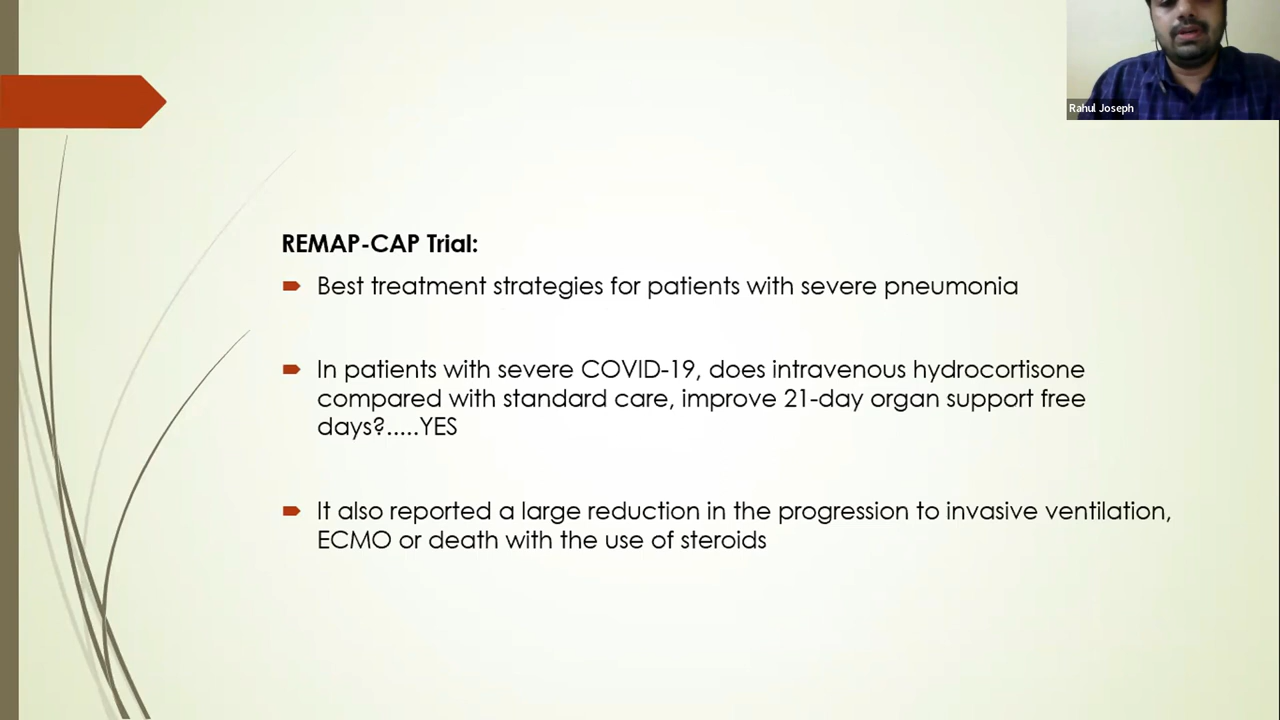 Rahul Joseph
REMAP-CAP Trial:
Best treatment strategies for patients with severe pneumonia
In patients with severe COVID-19, does intravenous hydrocortisone
compared with standard care, improve 21-day organ support free
days?.....YES
It also reported a large reduction in the progression to invasive ventilation,
ECMO or death with the use of steroids